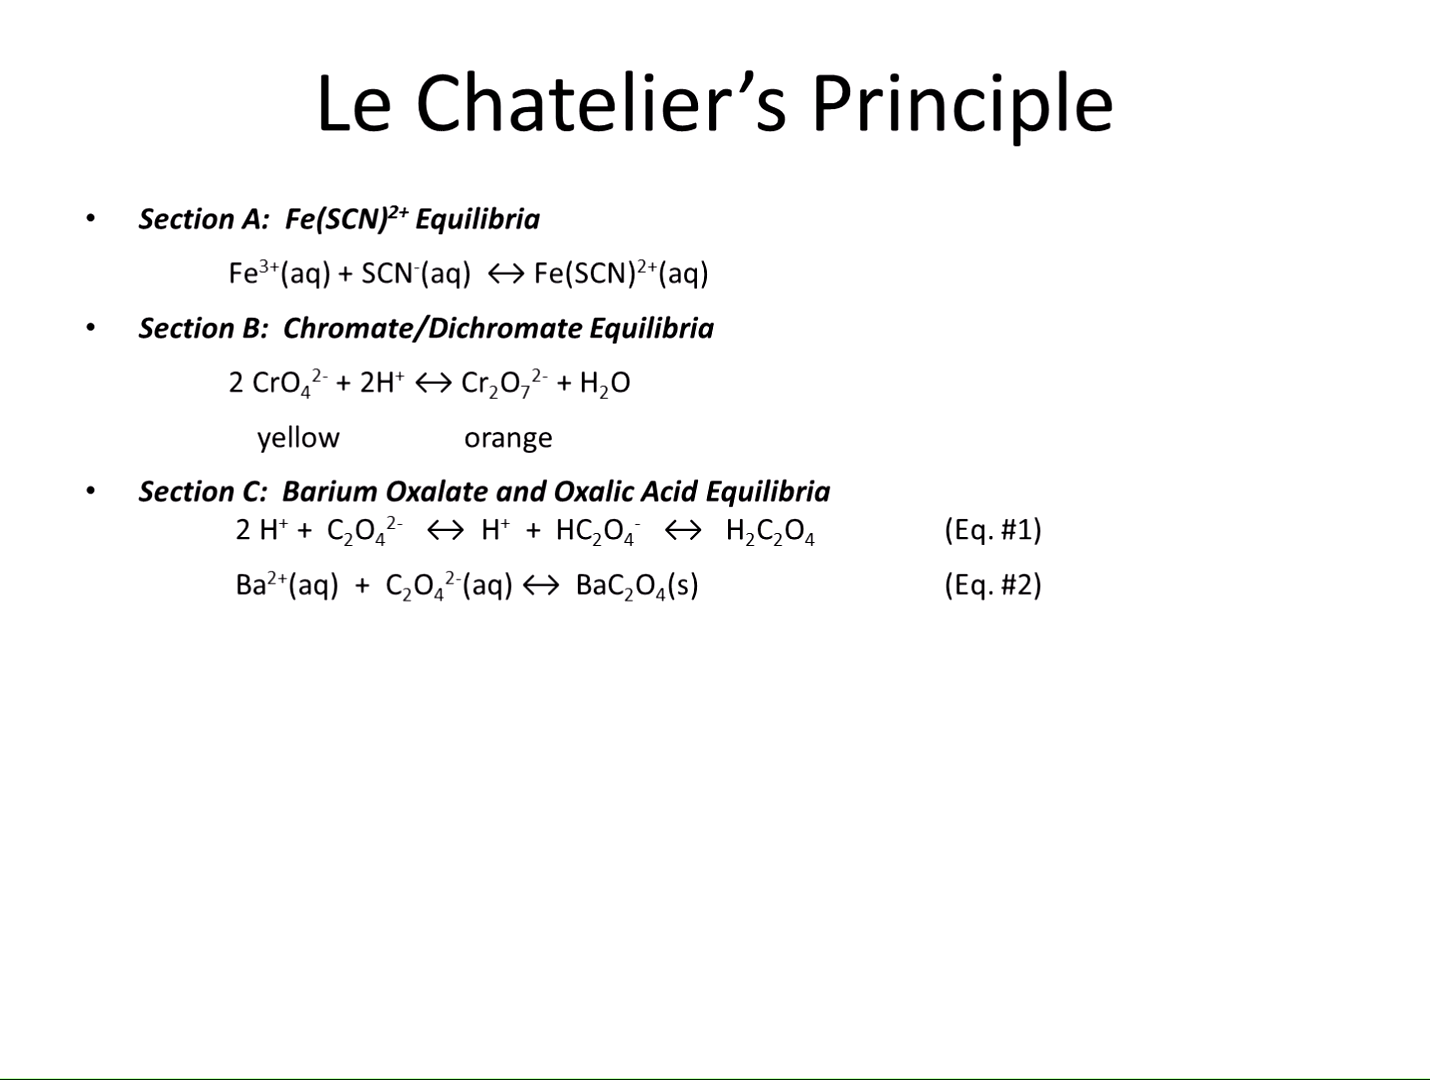 Le Chatelier’s Principle
• Section A: Fe(SCN)²⁺ Equilibria
Fe³⁺(aq) + SCN⁻(aq) ↔ Fe(SCN)²⁺(aq)
• Section B: Chromate/Dichromate Equilibria
2 CrO₄²⁻ + 2H⁺ ↔ Cr₂O₇²⁻ + H₂O
yellow orange
• Section C: Barium Oxalate and Oxalic Acid Equilibria
2 H⁺ + C₂O₄²⁻ ↔ H⁺ + HC₂O₄⁻ ↔ H₂C₂O₄ (Eq. #1)
Ba²⁺(aq) + C₂O₄²⁻(aq) ↔ BaC₂O₄(s) (Eq. #2)